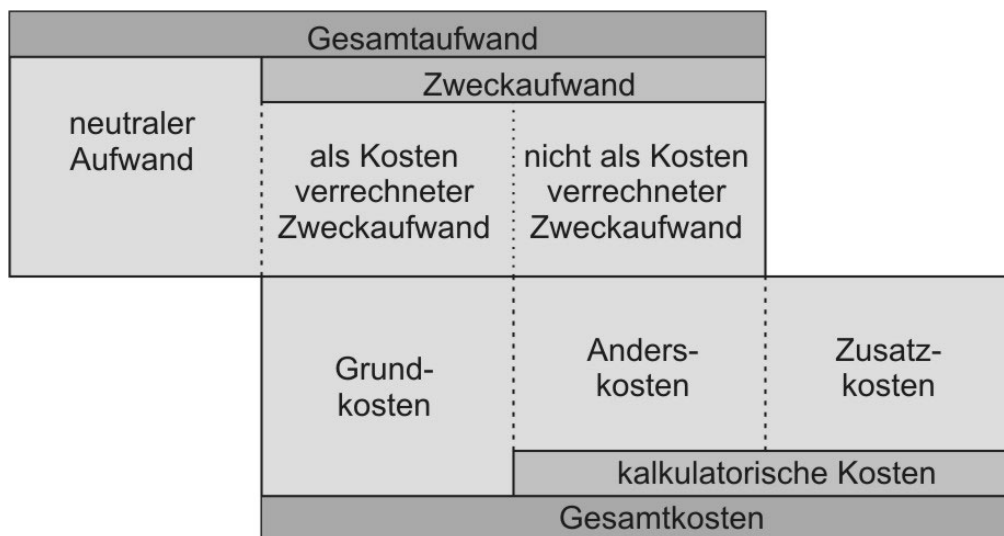 Gesamtaufwand
Zweckaufwand
neutraler
Aufwand
als Kosten
verrechneter
Zweckaufwand
nicht als Kosten
verrechneter
Zweckaufwand
Grund-
kosten
Anders-
kosten
Zusatz-
kosten
kalkulatorische Kosten
Gesamtkosten